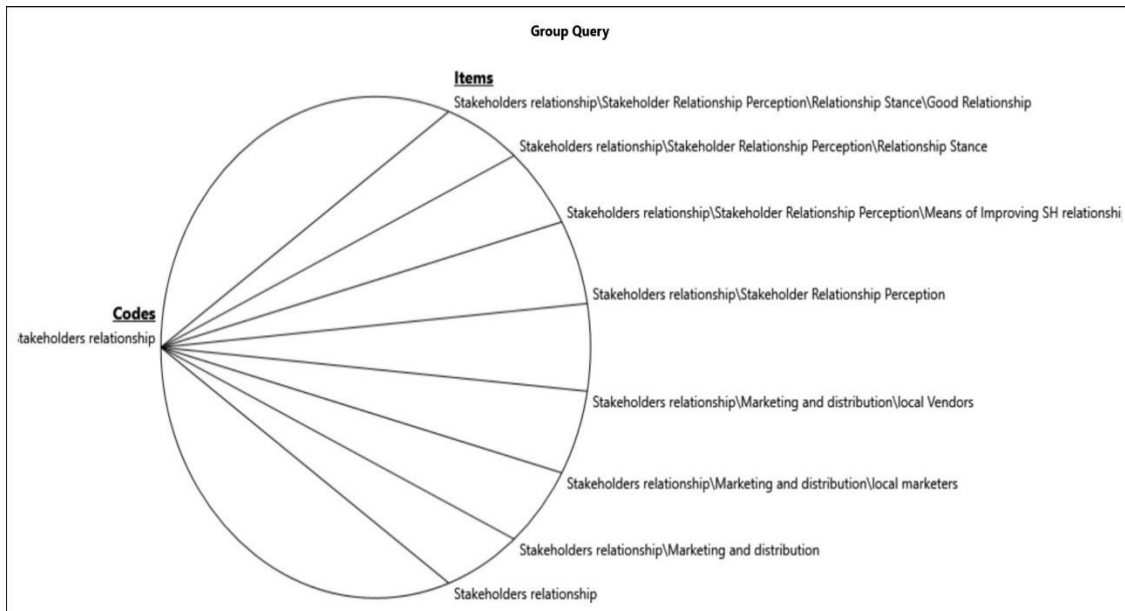 Group Query
Items
Stakeholders relationship\Stakeholder Relationship Perception\Relationship Stance\Good Relationship
Stakeholders relationship\Stakeholder Relationship Perception\Relationship Stance
Stakeholders relationship\Stakeholder Relationship Perception\Means of Improving SH relationshi
Stakeholders relationship\Stakeholder Relationship Perception
Codes
takeholders relationship
Stakeholders relationship\Marketing and distribution\local Vendors
Stakeholders relationship\Marketing and distribution\local marketers
Stakeholders relationship\Marketing and distribution
Stakeholders relationship